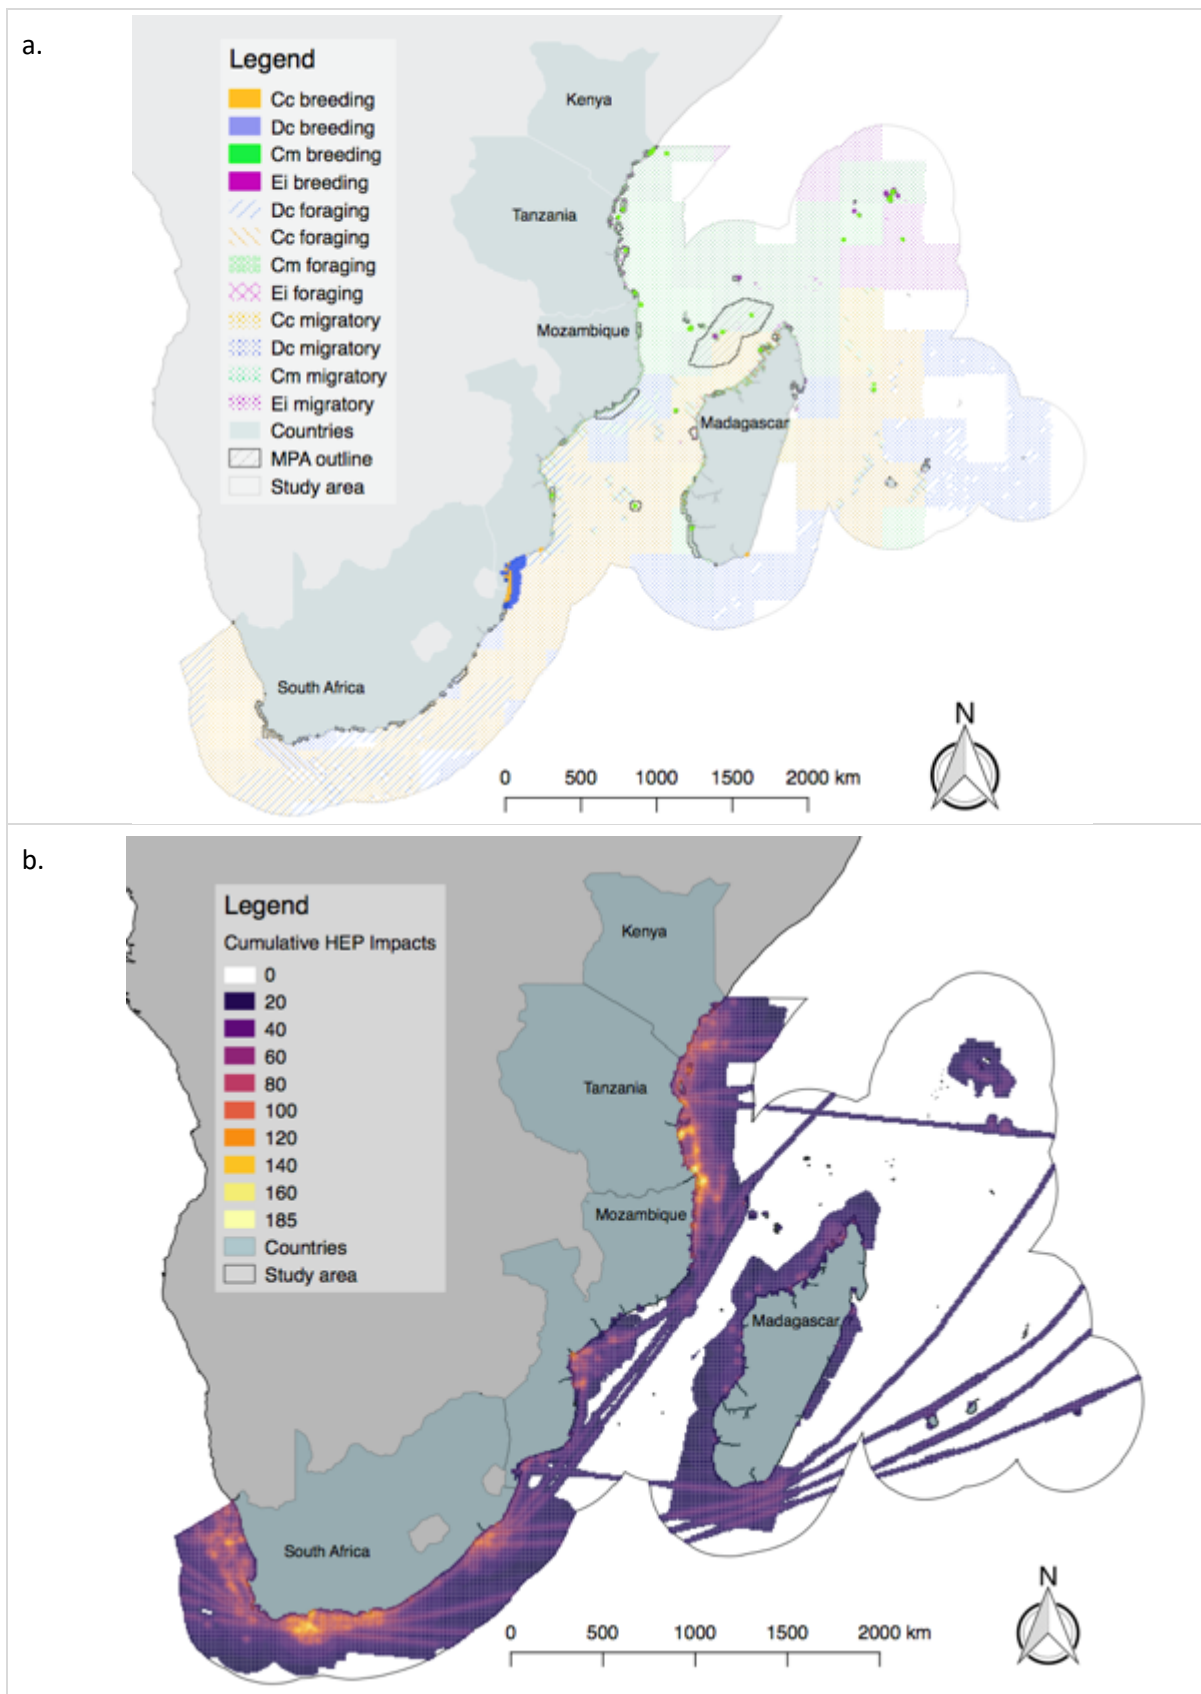 a.
Legend
Cc breeding
Dc breeding
Cm breeding
Ei breeding
Dc foraging
Cc foraging
Cm foraging
Ei foraging
Cc migratory
Dc migratory
Cm migratory
Ei migratory
Countries
MPA outline
Study area
Kenya
Tanzania
Mozambique
Madagascar
South Africa
N
0 500 1000 2000 km
b.
Legend
Cumulative HEP Impacts
0
20
40
60
80
100
120
140
160
185
Countries
Study area
Kenya
Tanzania
Mozambique
Madagascar
South Africa
N
0 500 1000 2000 km